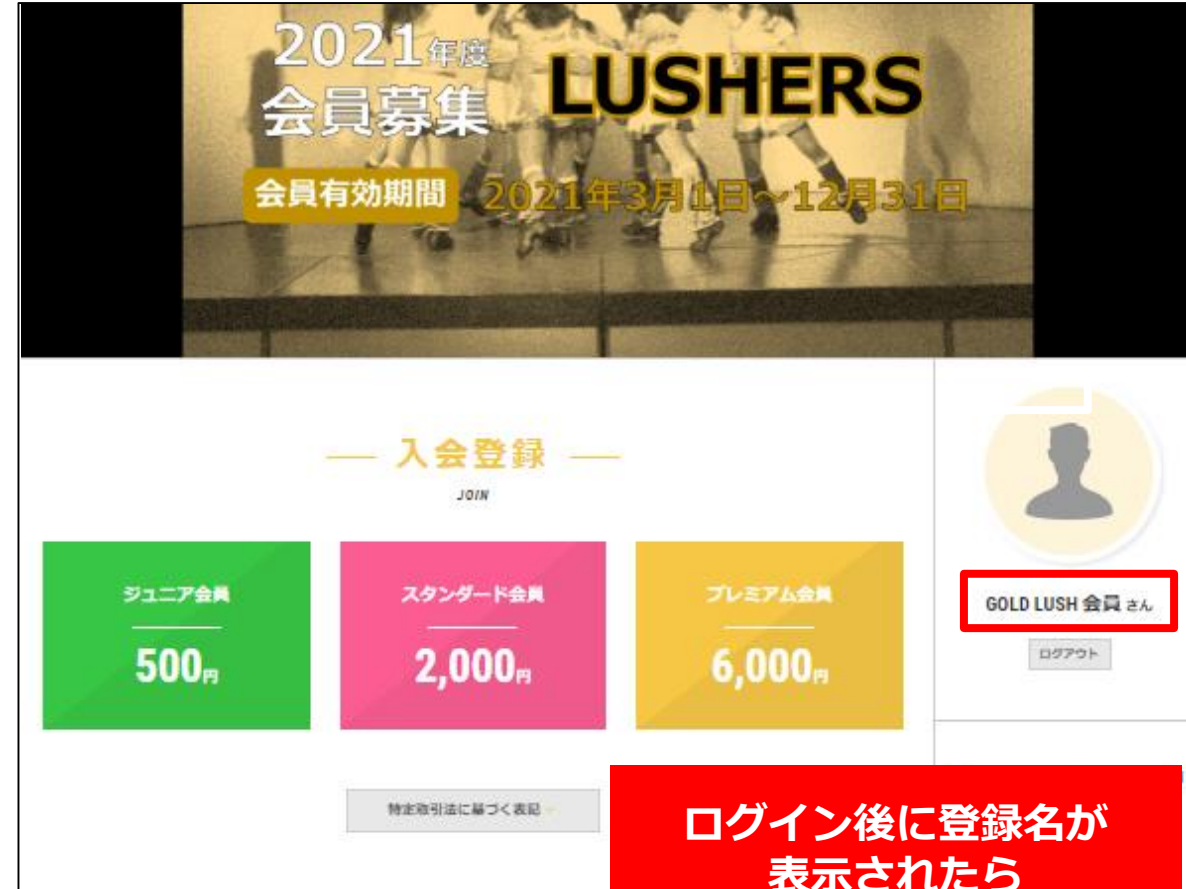 2021年度
会員募集
LUSHERS
会員有効期間 2021年3月1日~12月31日
入会登録
JOIN
ジュニア会員
500円
スタンダード会員
2,000円
プレミアム会員
6,000円
GOLD LUSH 会員 さん
ログアウト
特定取引法に基づく表記
ログイン後に登録名が
表示されたら